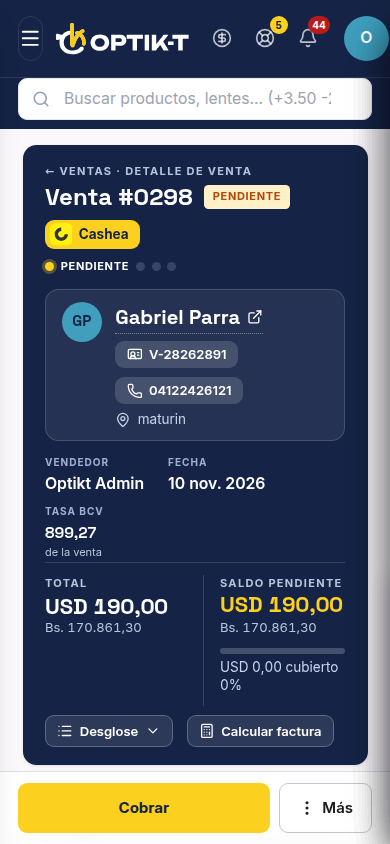 OPTIK-T
5
44
O
Buscar productos, lentes... (+3.50 -2
← VENTAS · DETALLE DE VENTA
Venta #0298 PENDIENTE
Cashea
PENDIENTE
GP
Gabriel Parra
V-28262891
04122426121
maturin
VENDEDOR FECHA
Optikt Admin 10 nov. 2026
TASA BCV
899,27
de la venta
TOTAL
USD 190,00
Bs. 170.861,30
SALDO PENDIENTE
USD 190,00
Bs. 170.861,30
USD 0,00 cubierto
0%
Desglose
Calcular factura
Cobrar
Más